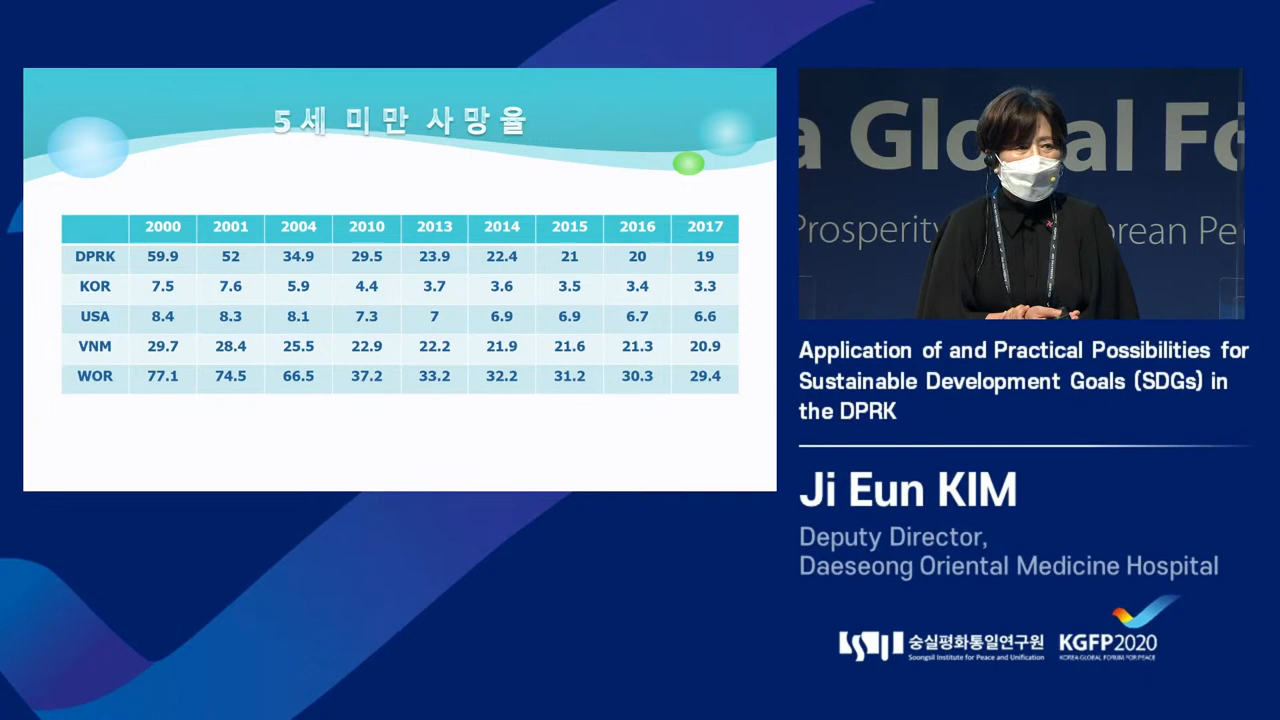 5세 미만 사망율
2000 2001 2004 2010 2013 2014 2015 2016 2017
DPRK 59.9 52 34.9 29.5 23.9 22.4 21 20 19
KOR 7.5 7.6 5.9 4.4 3.7 3.6 3.5 3.4 3.3
USA 8.4 8.3 8.1 7.3 7 6.9 6.9 6.7 6.6
VNM 29.7 28.4 25.5 22.9 22.2 21.9 21.6 21.3 20.9
WOR 77.1 74.5 66.5 37.2 33.2 32.2 31.2 30.3 29.4
a Global Fo
Prosperity orean Pe
Application of and Practical Possibilities for
Sustainable Development Goals (SDGs) in
the DPRK
Ji Eun KIM
Deputy Director,
Daeseong Oriental Medicine Hospital
숭실평화통일연구원
Soongsil Institute for Peace and Unification
KGFP2020
KOREA GLOBAL FORUM FOR PEACE